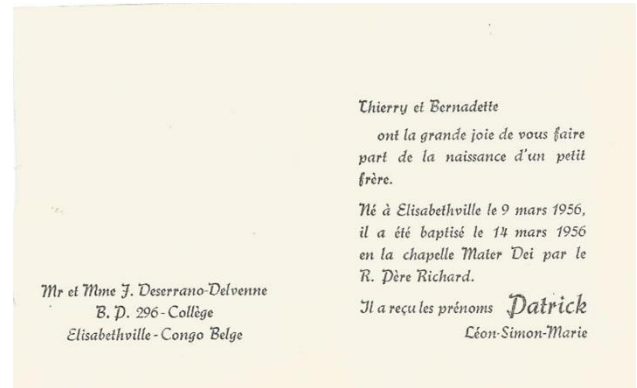 Thierry et Bernadette
ont la grande joie de vous faire
part de la naissance d'un petit
frère.
Né à Elisabethville le 9 mars 1956,
il a été baptisé le 14 mars 1956
en la chapelle Mater Dei par le
R. Père Richard.
Il a reçu les prénoms Patrick
Léon-Simon-Marie
Mr et Mme J. Deserrano-Delvenne
B. P. 296 - Collège
Elisabethville - Congo Belge